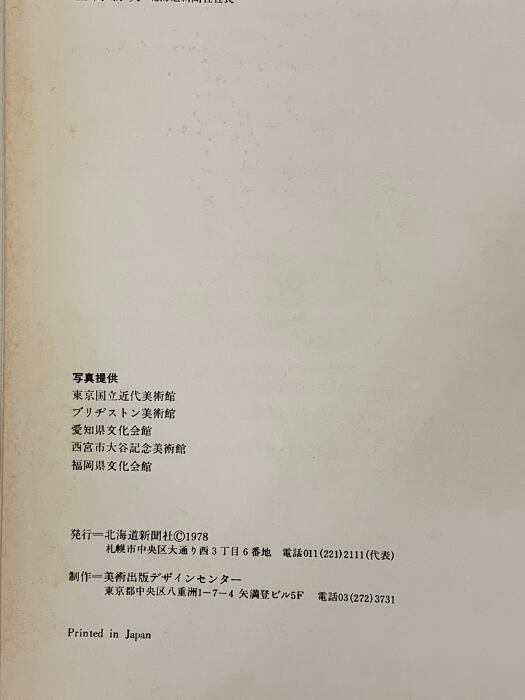 写真提供
東京国立近代美術館
ブリヂストン美術館
愛知県文化会館
西宮市大谷記念美術館
福岡県文化会館
発行=北海道新聞社©1978
札幌市中央区大通り西3丁目6番地 電話011(221)2111(代表)
制作=美術出版デザインセンター
東京都中央区八重洲1-7-4 矢満登ビル5F 電話03(272)3731
Printed in Japan